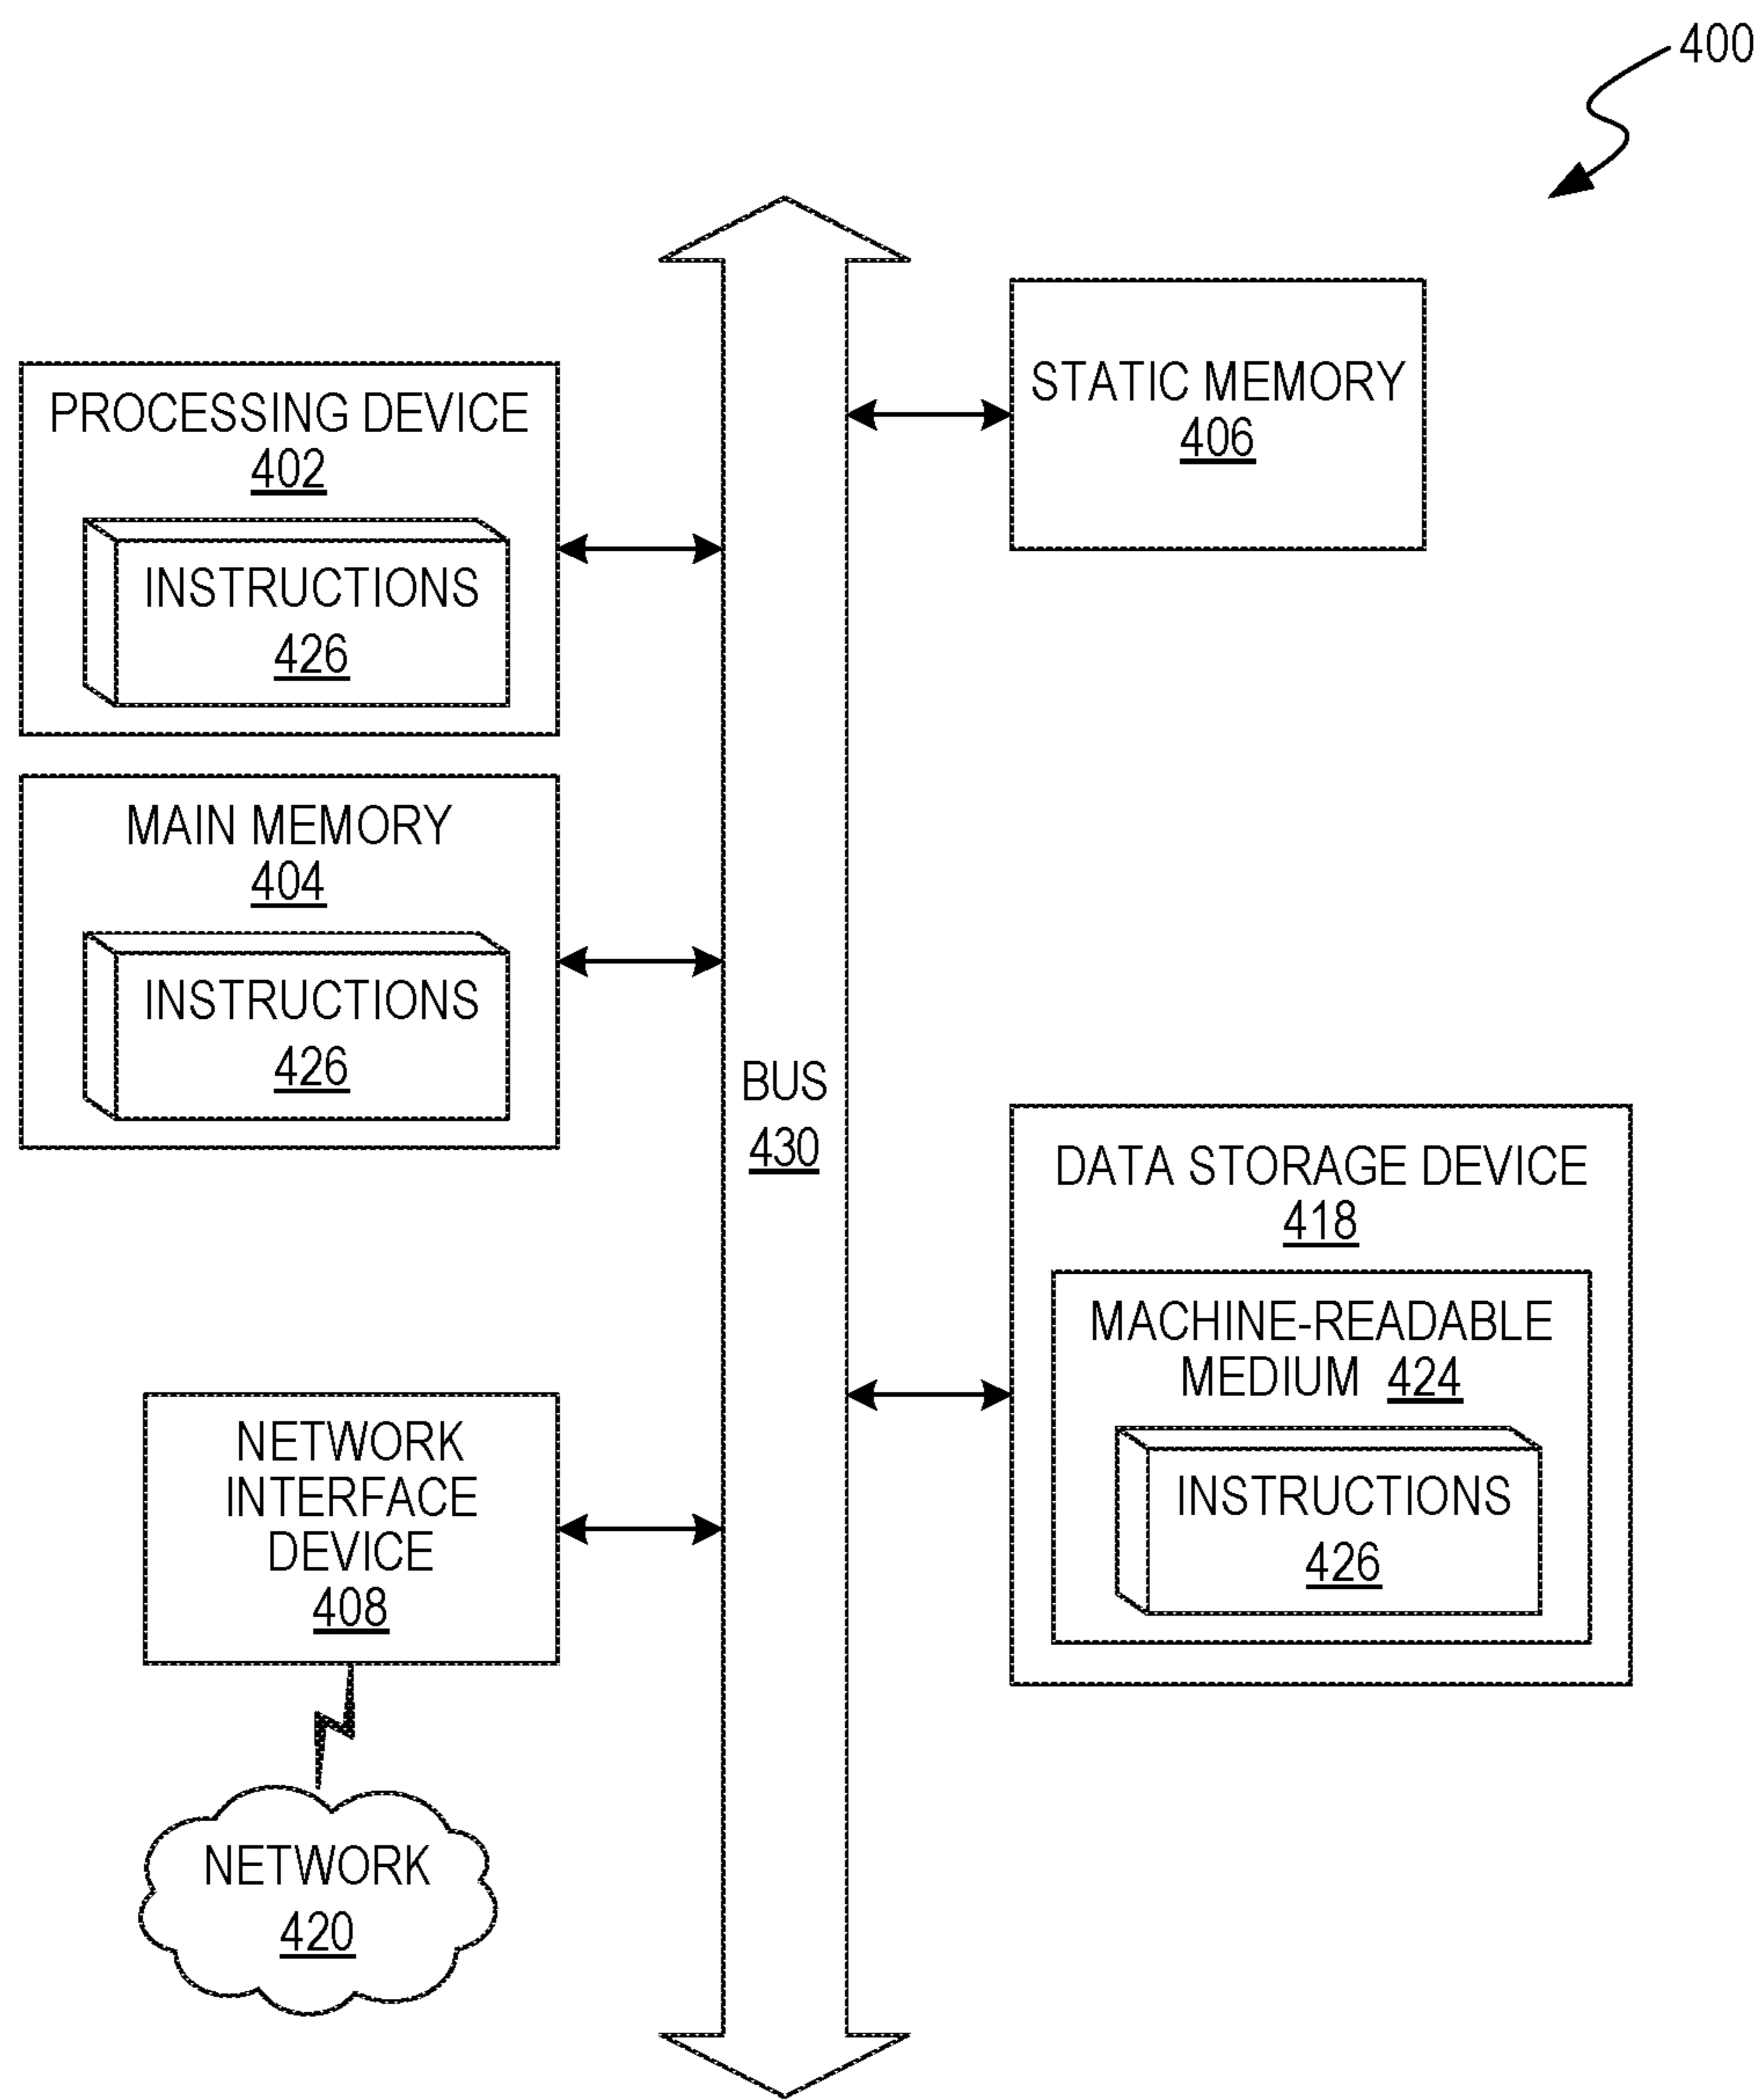 400
PROCESSING DEVICE
402
INSTRUCTIONS
426
STATIC MEMORY
406
MAIN MEMORY
404
INSTRUCTIONS
426
BUS
430
DATA STORAGE DEVICE
418
MACHINE-READABLE
MEDIUM 424
INSTRUCTIONS
426
NETWORK
INTERFACE
DEVICE
408
NETWORK
420